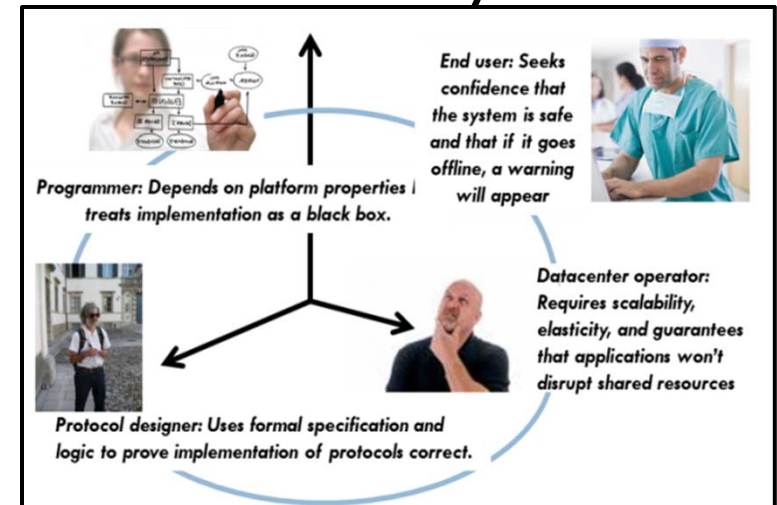 Programmer: Depends on platform properties
treats implementation as a black box.
End user: Seeks
confidence that
the system is safe
and that if it goes
offline, a warning
will appear
Datacenter operator:
Requires scalability,
elasticity, and guarantees
that applications won't
disrupt shared resources
Protocol designer: Uses formal specification and
logic to prove implementation of protocols correct.